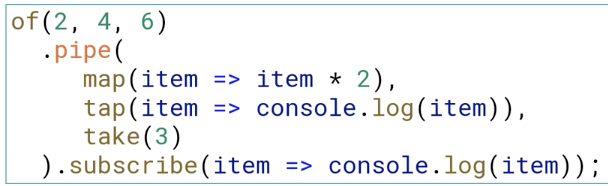 of(2, 4, 6)
  .pipe(
     map(item => item * 2),
     tap(item => console.log(item)),
     take(3)
  ).subscribe(item => console.log(item));